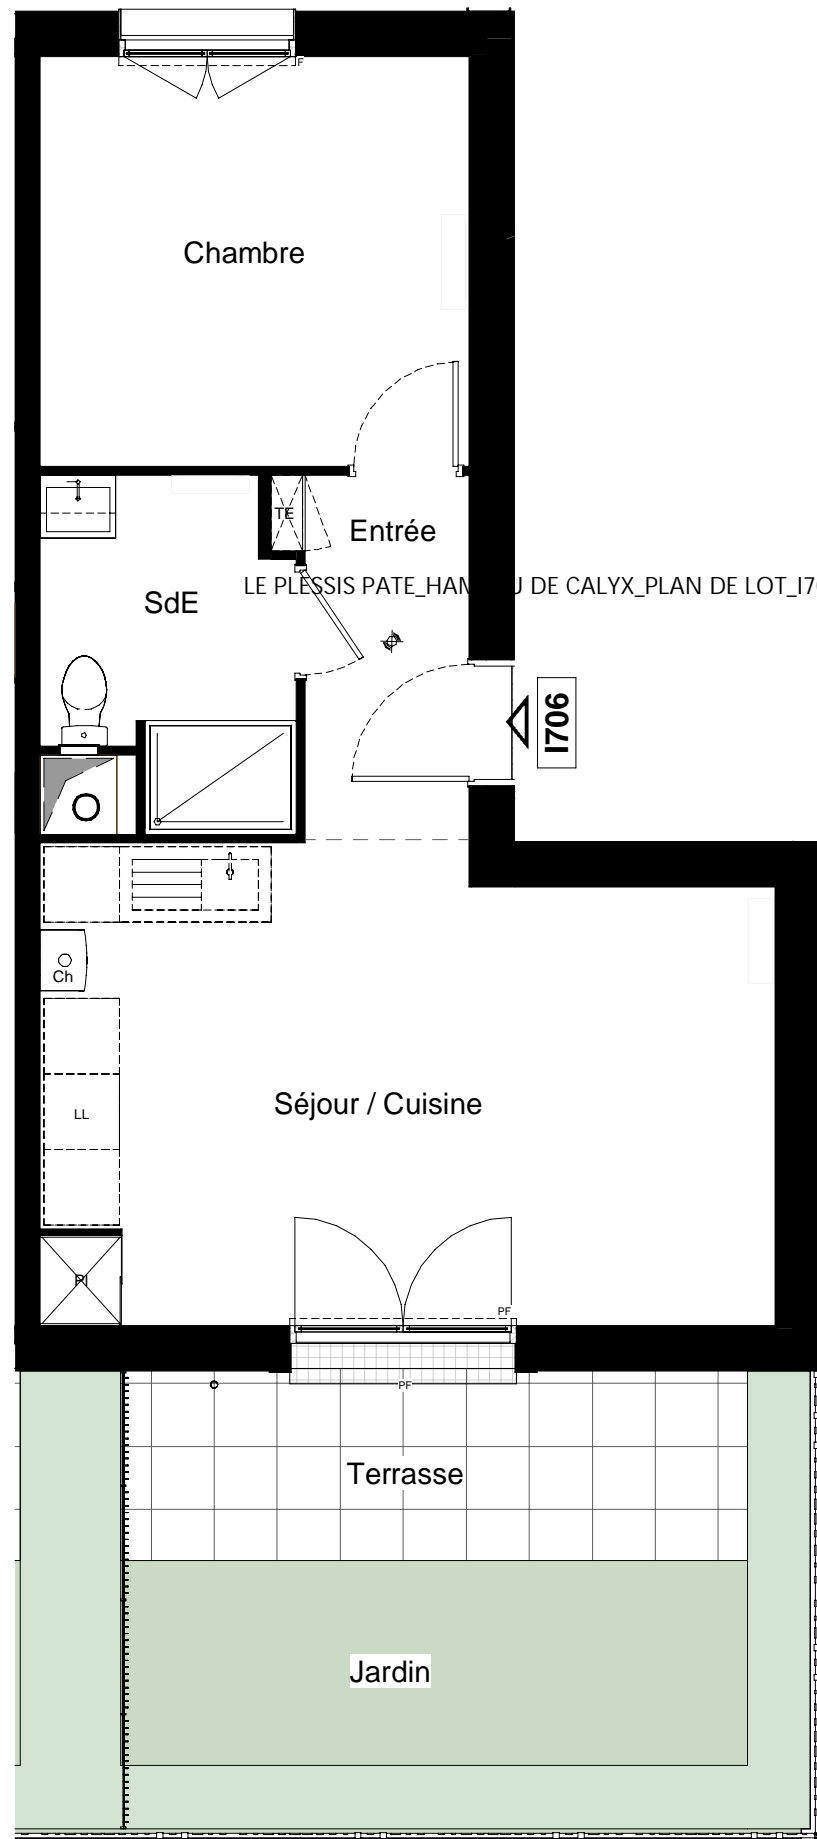 F
Chambre
TE
Entrée
SdE
LE PLESSIS PATE_HAM U DE CALYX_PLAN DE LOT_I7
I706
Ch
LL
Séjour / Cuisine
Pl
PF
PF
Terrasse
Jardin